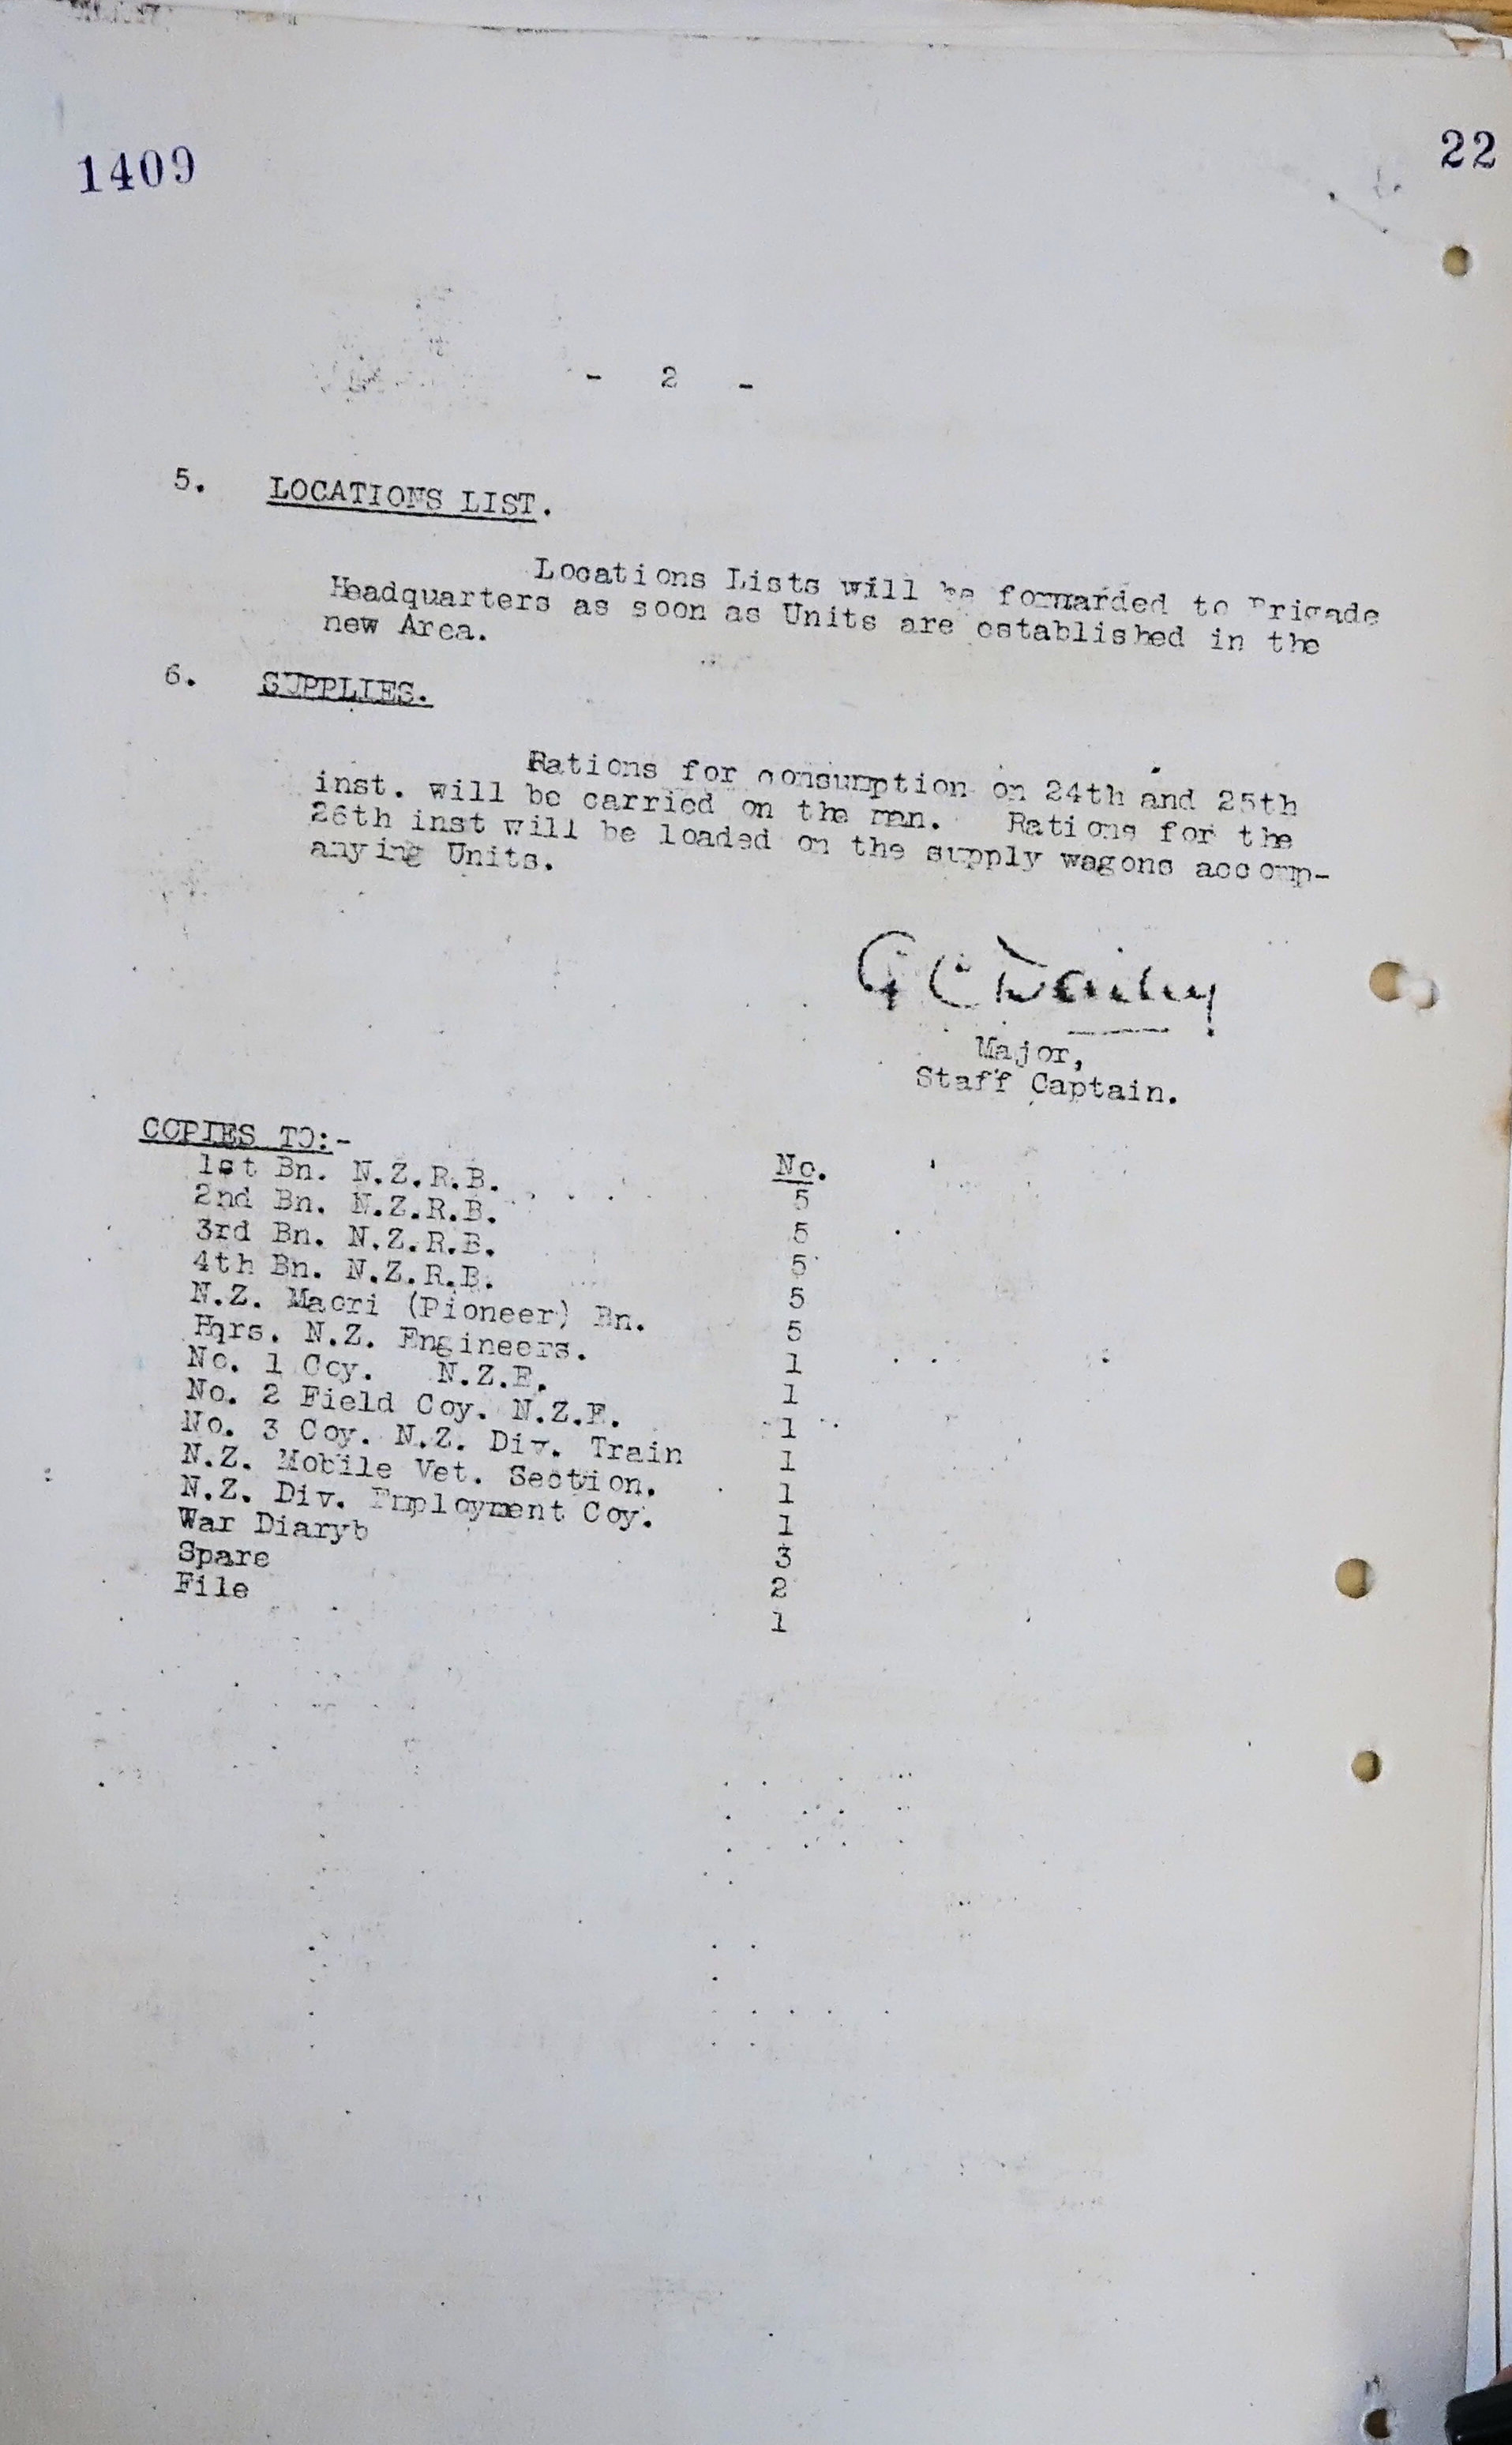 1409
22
- 2 -
5. LOCATIONS LIST.
Locations Lists will be forwarded to Brigade
Headquarters as soon as Units are established in the
new Area.
6. SUPPLIES.
Rations for consumption on 24th and 25th
inst. will be carried on the man. Rations for the
26th inst will be loaded on the supply wagons accomp-
anying Units.
Major,
Staff Captain.
COPIES TO:- No.
1st Bn. N.Z.R.B. 5
2nd Bn. N.Z.R.B. 5
3rd Bn. N.Z.R.B. 5
4th Bn. N.Z.R.B. 5
N.Z. Maori (Pioneer) Bn. 5
Hqrs. N.Z. Engineers. 1
No. 1 Coy. N.Z.E. 1
No. 2 Field Coy. N.Z.E. 1
No. 3 Coy. N.Z. Div. Train 1
N.Z. Mobile Vet. Section. 1
N.Z. Div. Employment Coy. 1
War Diaryb 3
Spare 2
File 1